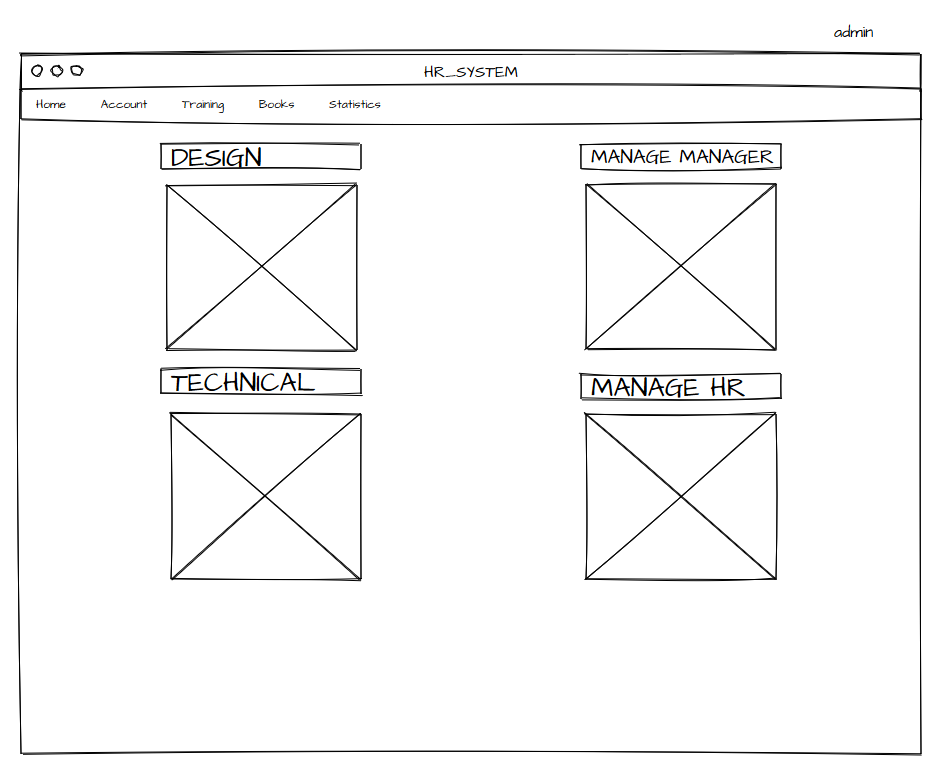 admin
HR_SYSTEM
Home Account Training Books Statistics
DESIGN
MANAGE MANAGER
TECHNICAL
MANAGE HR